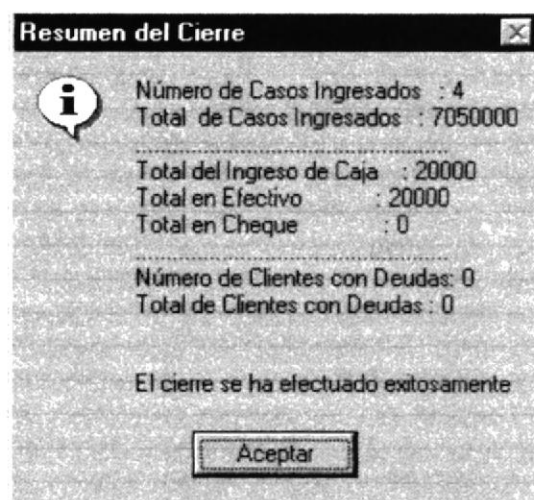 Resumen del Cierre
Número de Casos Ingresados : 4
Total de Casos Ingresados : 7050000
Total del Ingreso de Caja : 20000
Total en Efectivo : 20000
Total en Cheque : 0
Número de Clientes con Deudas: 0
Total de Clientes con Deudas : 0
El cierre se ha efectuado exitosamente
Aceptar